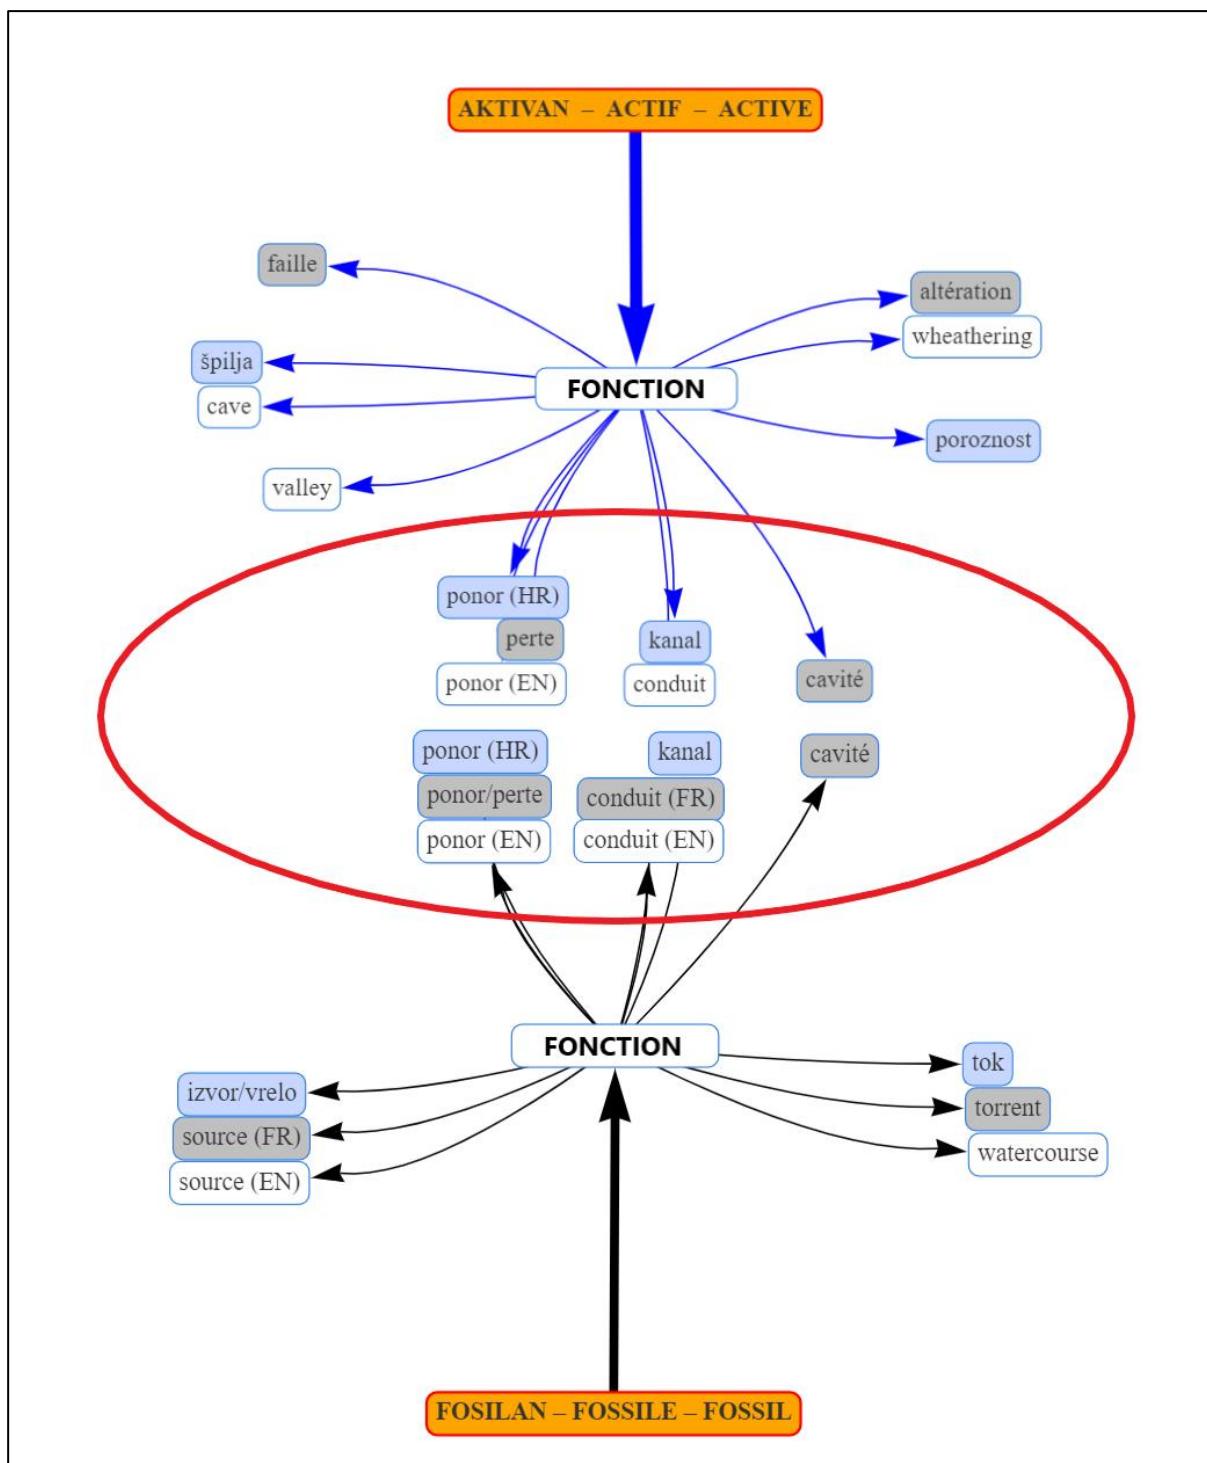 AKTIVAN – ACTIF – ACTIVE
faille
altération
wheathering
špilja
cave
FONCTION
poroznost
valley
ponor (HR)
perte
ponor (EN)
kanal
conduit
cavité
ponor (HR)
ponor/perte
ponor (EN)
kanal
conduit (FR)
conduit (EN)
cavité
FONCTION
izvor/vrelo
source (FR)
source (EN)
tok
torrent
watercourse
FOSILAN – FOSSILE – FOSSIL